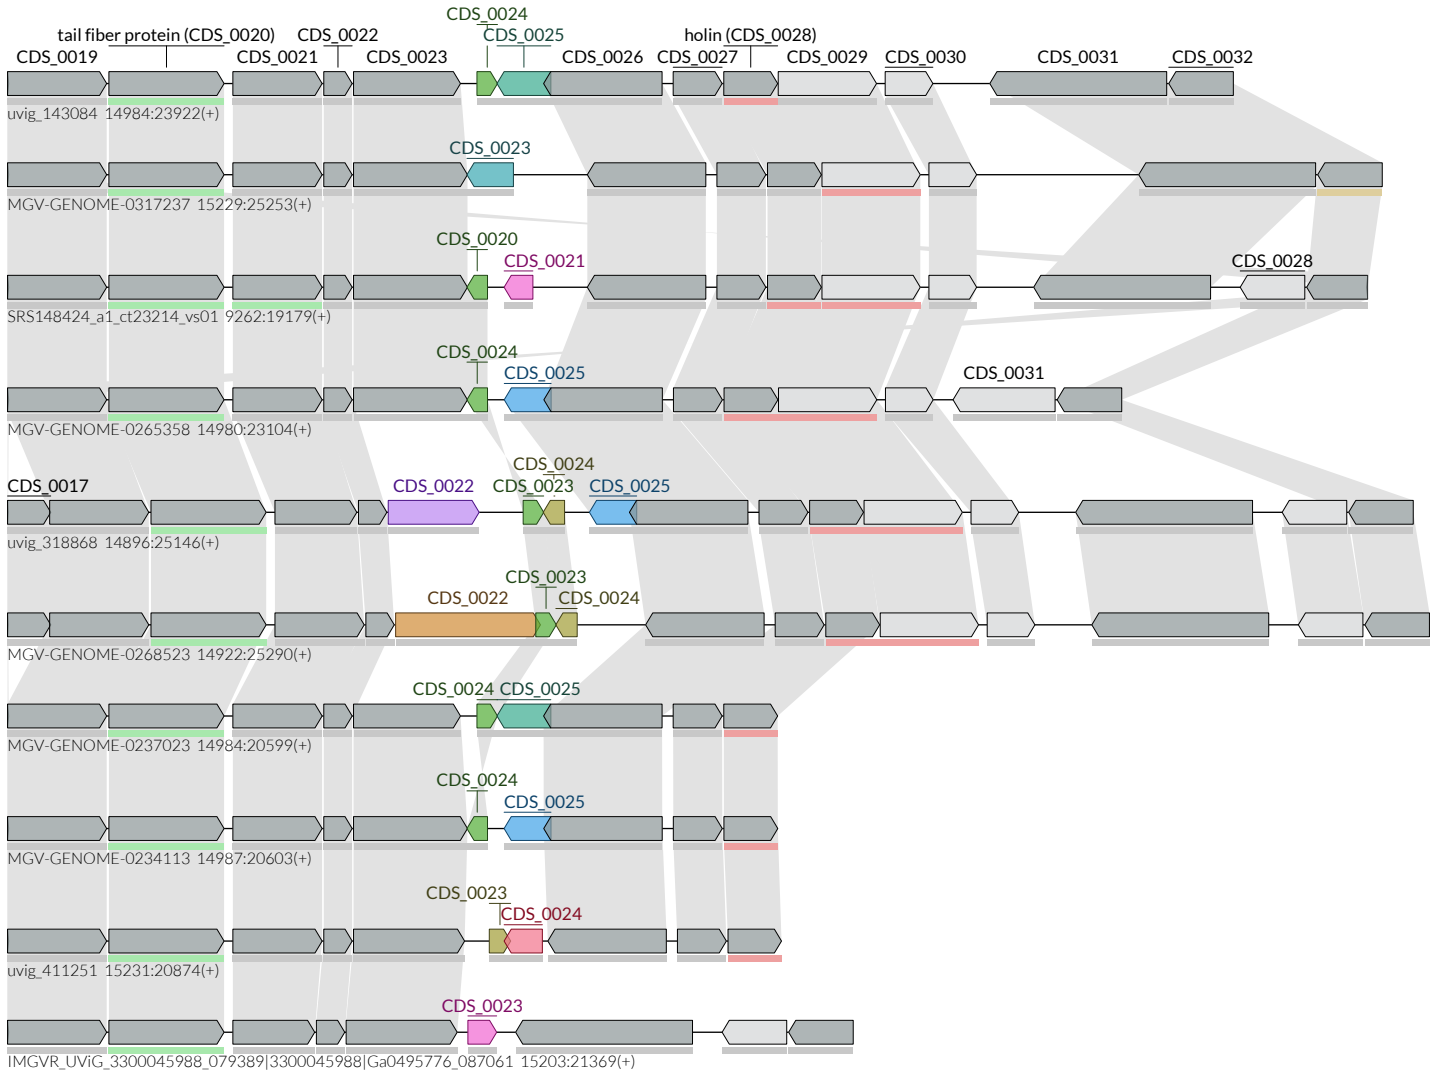 CDS_0024
tail fiber protein (CDS_0020) CDS_0022 CDS_0025 holin (CDS_0028)
CDS_0019 CDS_0021 CDS_0023 CDS_0026 CDS_0027 CDS_0029 CDS_0030 CDS_0031 CDS_0032
uvig_143084 14984:23922(+)
CDS_0023
MGV-GENOME-0317237 15229:25253(+)
CDS_0020
CDS_0021 CDS_0028
SRS148424_a1_ct23214_vs01 9262:19179(+)
CDS_0024
CDS_0025 CDS_0031
MGV-GENOME-0265358 14980:23104(+)
CDS_0024
CDS_0017 CDS_0022 CDS_0023 CDS_0025
uvig_318868 14896:25146(+)
CDS_0023
CDS_0022 CDS_0024
MGV-GENOME-0268523 14922:25290(+)
CDS_0024 CDS_0025
MGV-GENOME-0237023 14984:20599(+)
CDS_0024
CDS_0025
MGV-GENOME-0234113 14987:20603(+)
CDS_0023
CDS_0024
uvig_411251 15231:20874(+)
CDS_0023
IMGVR_UViG_3300045988_079389|3300045988|Ga0495776_087061 15203:21369(+)